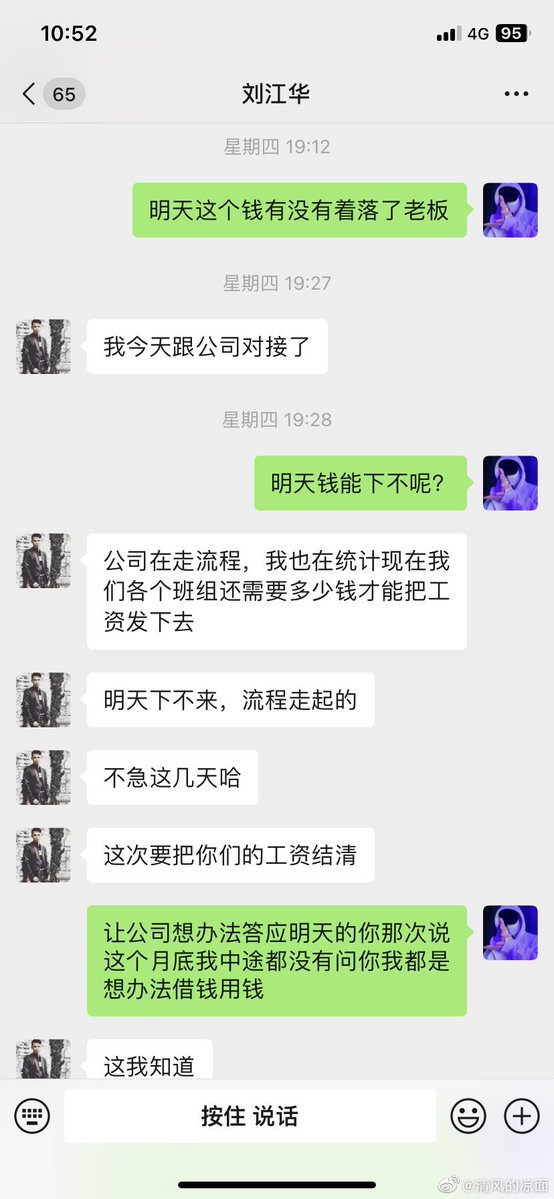 10:52
4G 95
65
刘江华
星期四 19:12
明天这个钱有没有着落了老板
星期四 19:27
我今天跟公司对接了
星期四 19:28
明天钱能下不呢?
公司在走流程，我也在统计现在我
们各个班组还需要多少钱才能把工
资发下去
明天下不来，流程走起的
不急这几天哈
这次要把你们的工资结清
让公司想办法答应明天的你那次说
这个月底我中途都没有问你我都是
想办法借钱用钱
这我知道
按住 说话
@清风的凉面